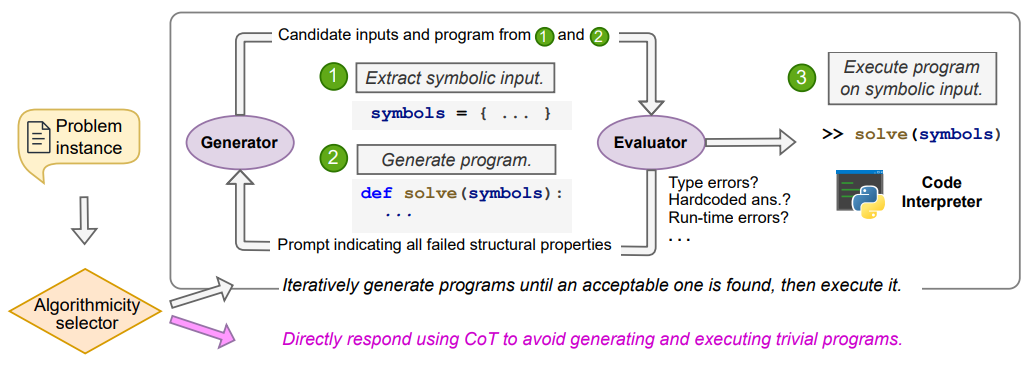 Problem
instance
Algorithmicity
selector
Candidate inputs and program from 1 and 2
1
Extract symbolic input.
symbols = { ... }
2
Generate program.
def solve(symbols):
...
Generator
Evaluator
Type errors?
Hardcoded ans.?
Run-time errors?
...
Prompt indicating all failed structural properties
3
Execute program
on symbolic input.
>> solve(symbols)
Code
Interpreter
Iteratively generate programs until an acceptable one is found, then execute it.
Directly respond using CoT to avoid generating and executing trivial programs.